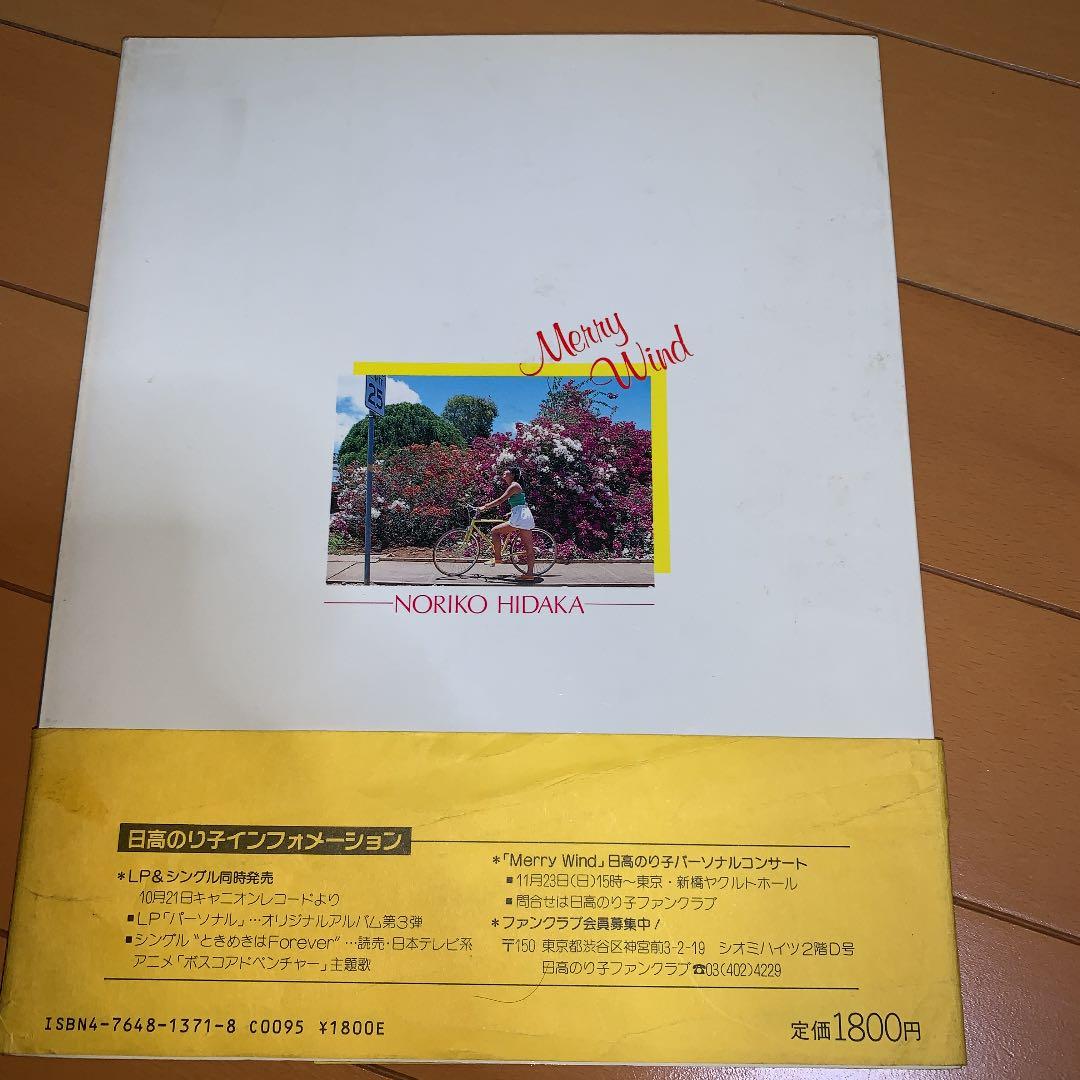 Merry
Wind
25
NORIKO HIDAKA
日高のり子インフォメーション
*LP&シングル同時発売
10月21日キャニオンレコードより
■LP「パーソナル」…オリジナルアルバム第3弾
■シングル“ときめきはForever”…読売・日本テレビ系
アニメ「ボスコアドベンチャー」主題歌
*「Merry Wind」日高のり子パーソナルコンサート
■11月23日(日)15時〜東京・新橋ヤクルトホール
■問合せは日高のり子ファンクラブ
*ファンクラブ会員募集中!
〒150 東京都渋谷区神宮前3-2-19 シオミハイツ2階D号
日高のり子ファンクラブ☎03(402)4229
ISBN4-7648-1371-8 C0095 ¥1800E
定価1800円